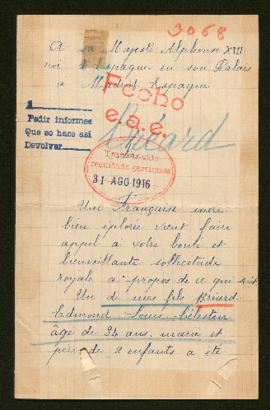 3068
A sa Majesté Alphonse XIII
roi d'Espagne en son Palais
à Madrid Espagne
Fecho
e.a.e.
1
Pedir informes
Que se hace así
Devolver
Briard
Tramitado
31 AGO 1916
Une Française
bien éplorée vient faire
appel à votre bonté et
bienveillante sollicitude
royale à propos de ce qui suit
Un de mes fils Briard
Edmond Louis Célestin
âgé de 34 ans, marié et
père de 2 enfants a été